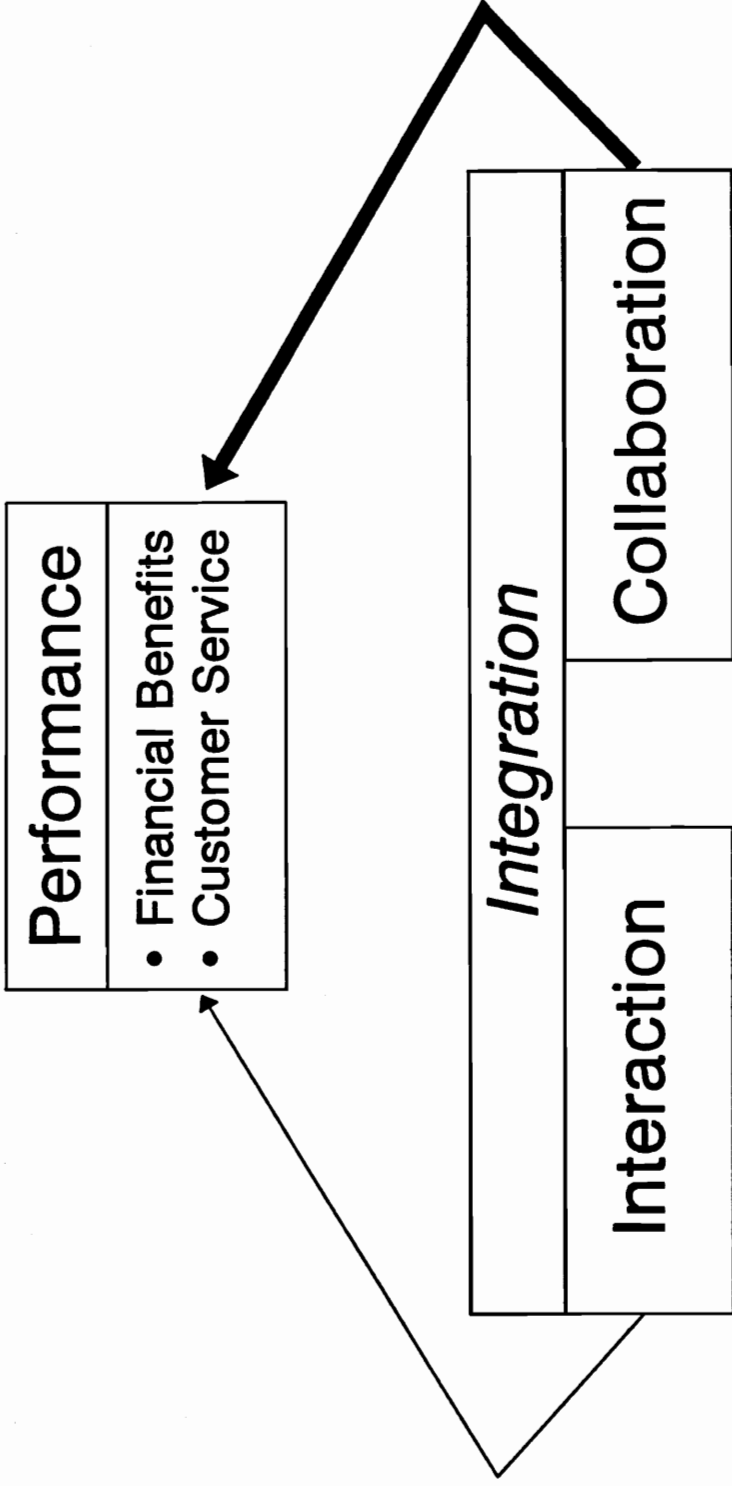 Performance
• Financial Benefits
• Customer Service
Integration
Interaction
Collaboration